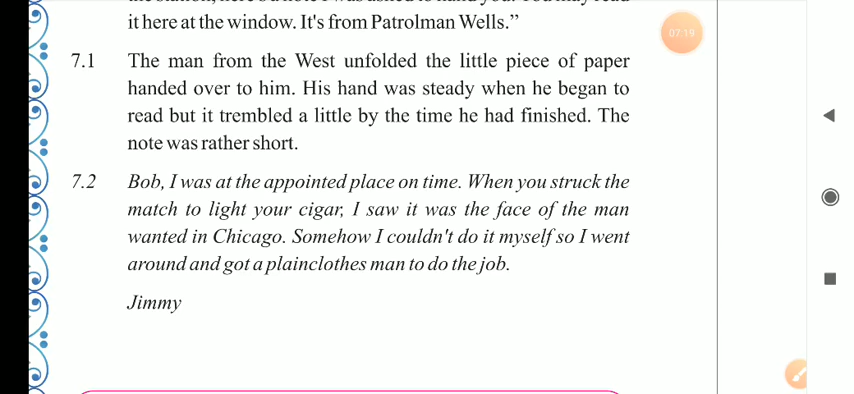 it here at the window. It's from Patrolman Wells.”
07:19
7.1 The man from the West unfolded the little piece of paper
handed over to him. His hand was steady when he began to
read but it trembled a little by the time he had finished. The
note was rather short.
7.2 Bob, I was at the appointed place on time. When you struck the
match to light your cigar, I saw it was the face of the man
wanted in Chicago. Somehow I couldn't do it myself so I went
around and got a plainclothes man to do the job.
Jimmy